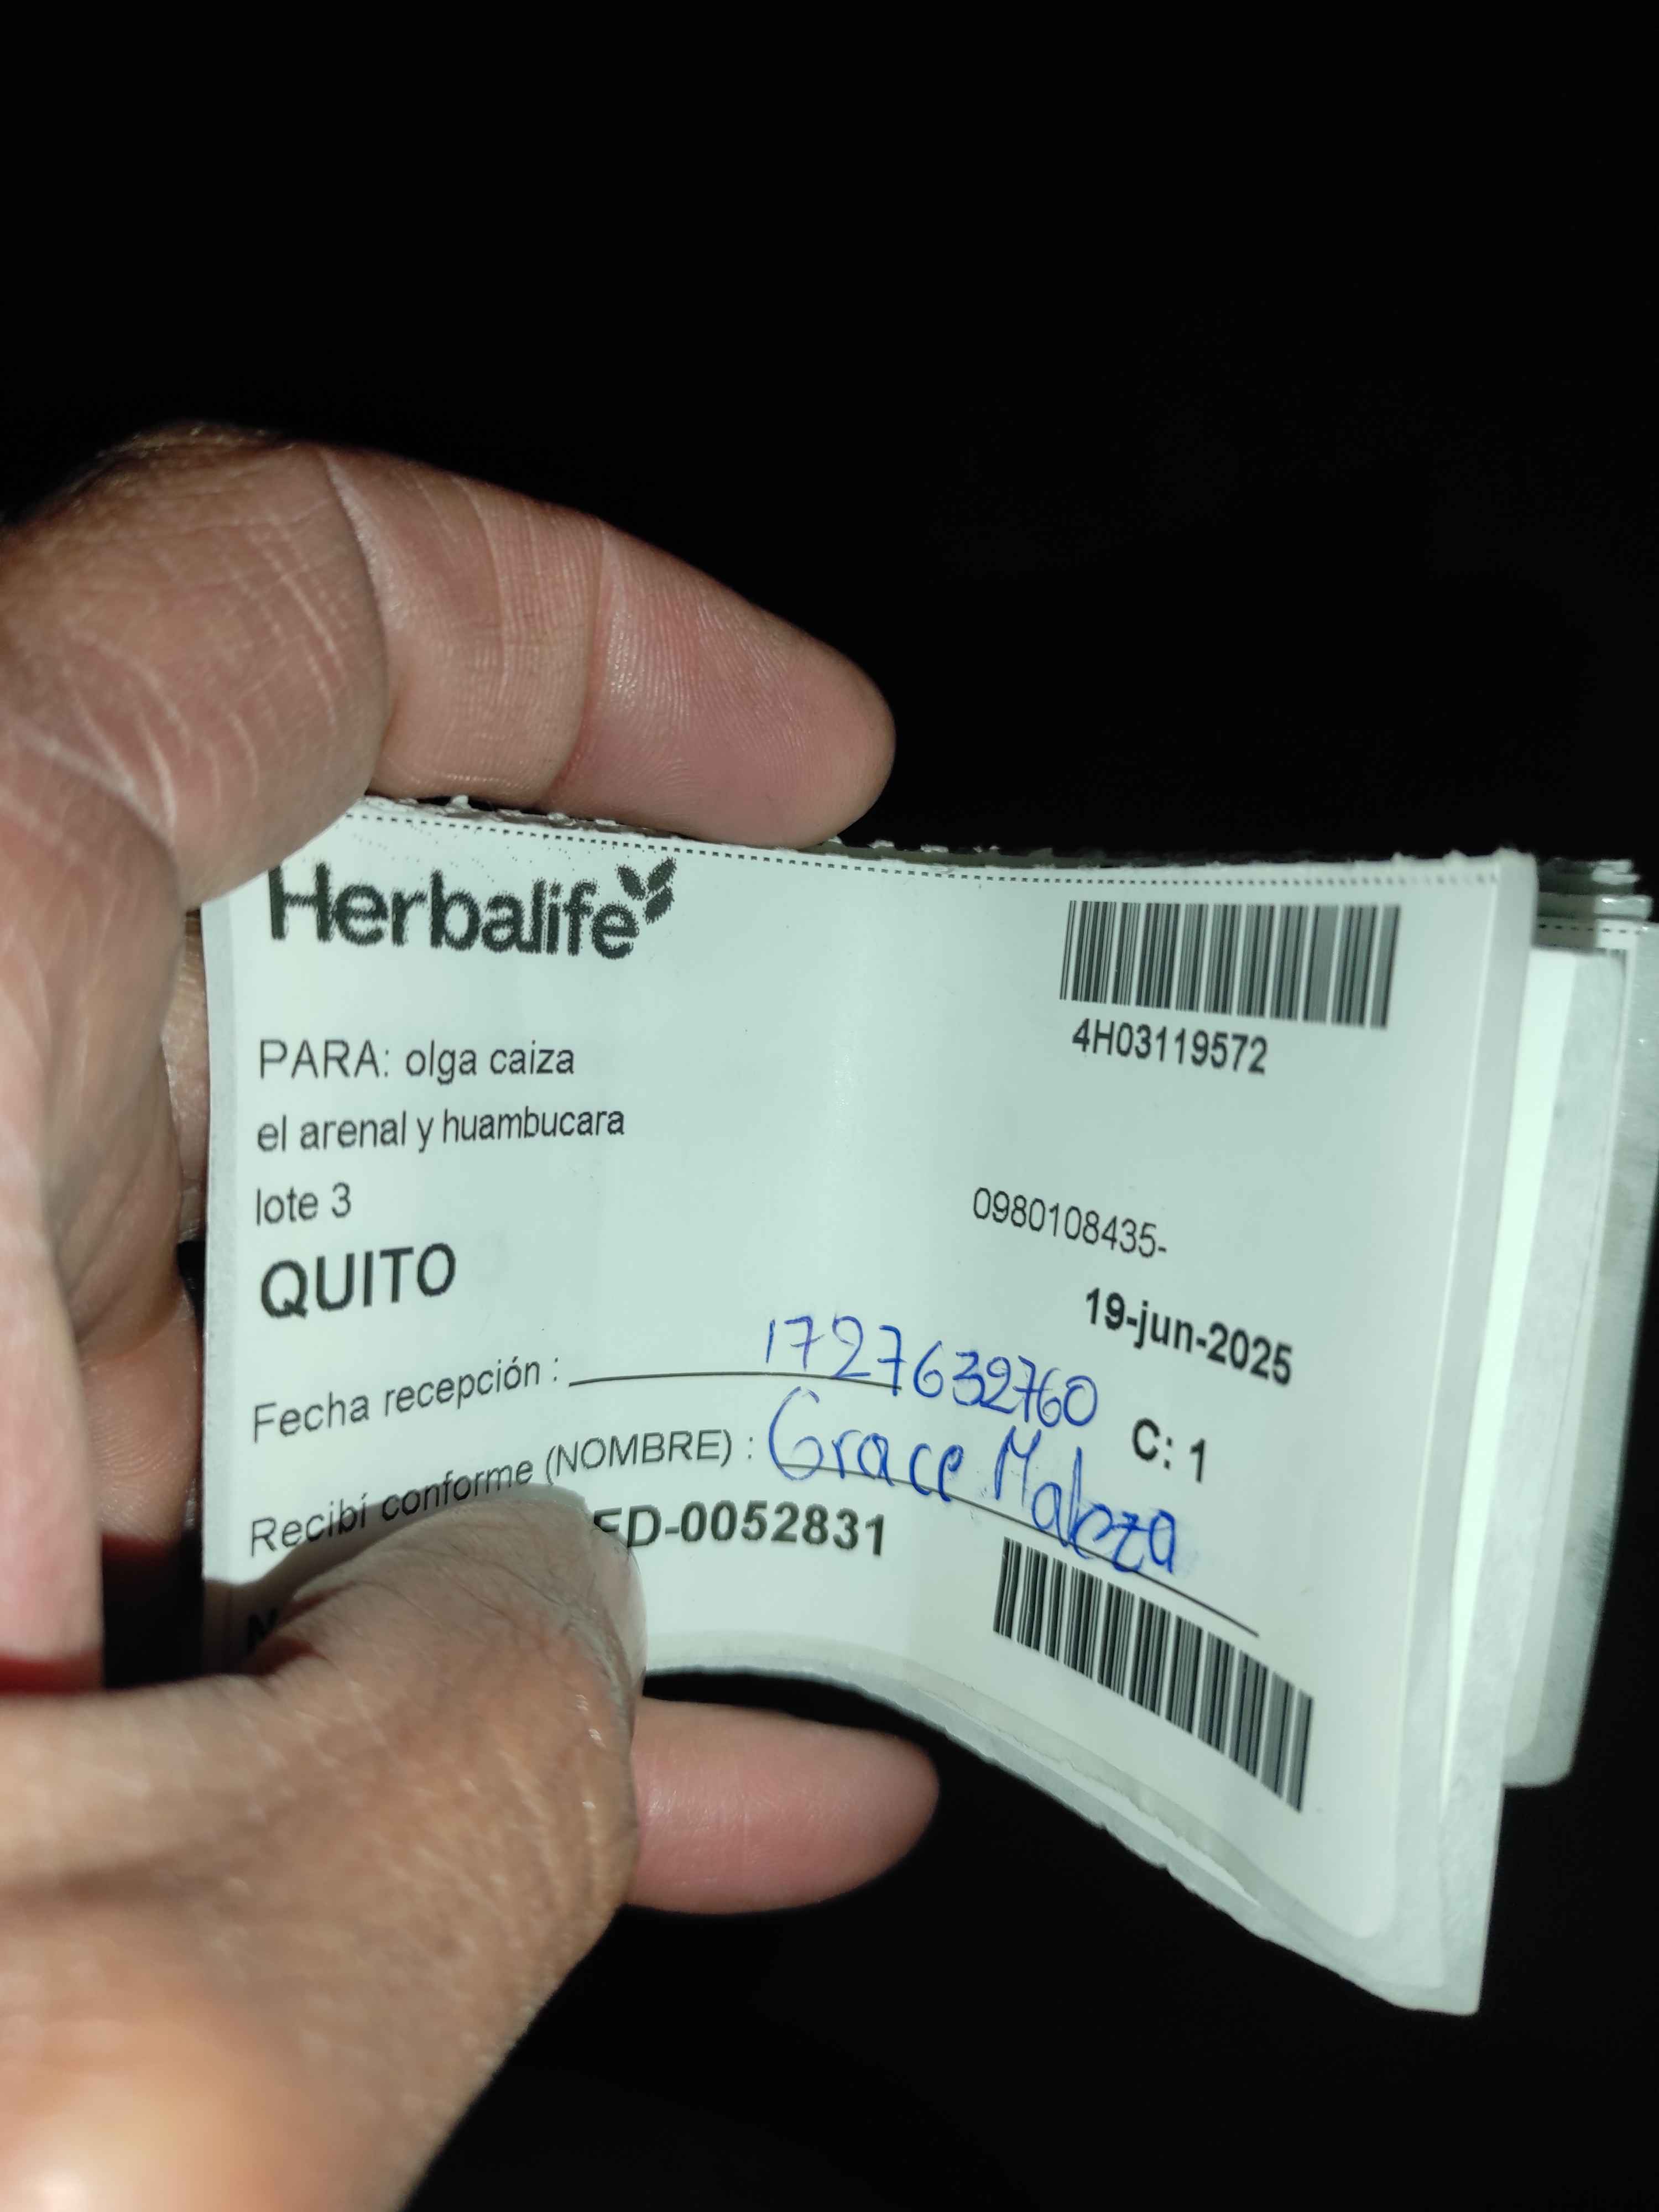 Herbalife
4H03119572
PARA: olga caiza
el arenal y huambucara
lote 3
0980108435-
QUITO
19-jun-2025
Fecha recepción : 1727632760
C: 1
Recibí conforme (NOMBRE) : Grace
ED-0052831